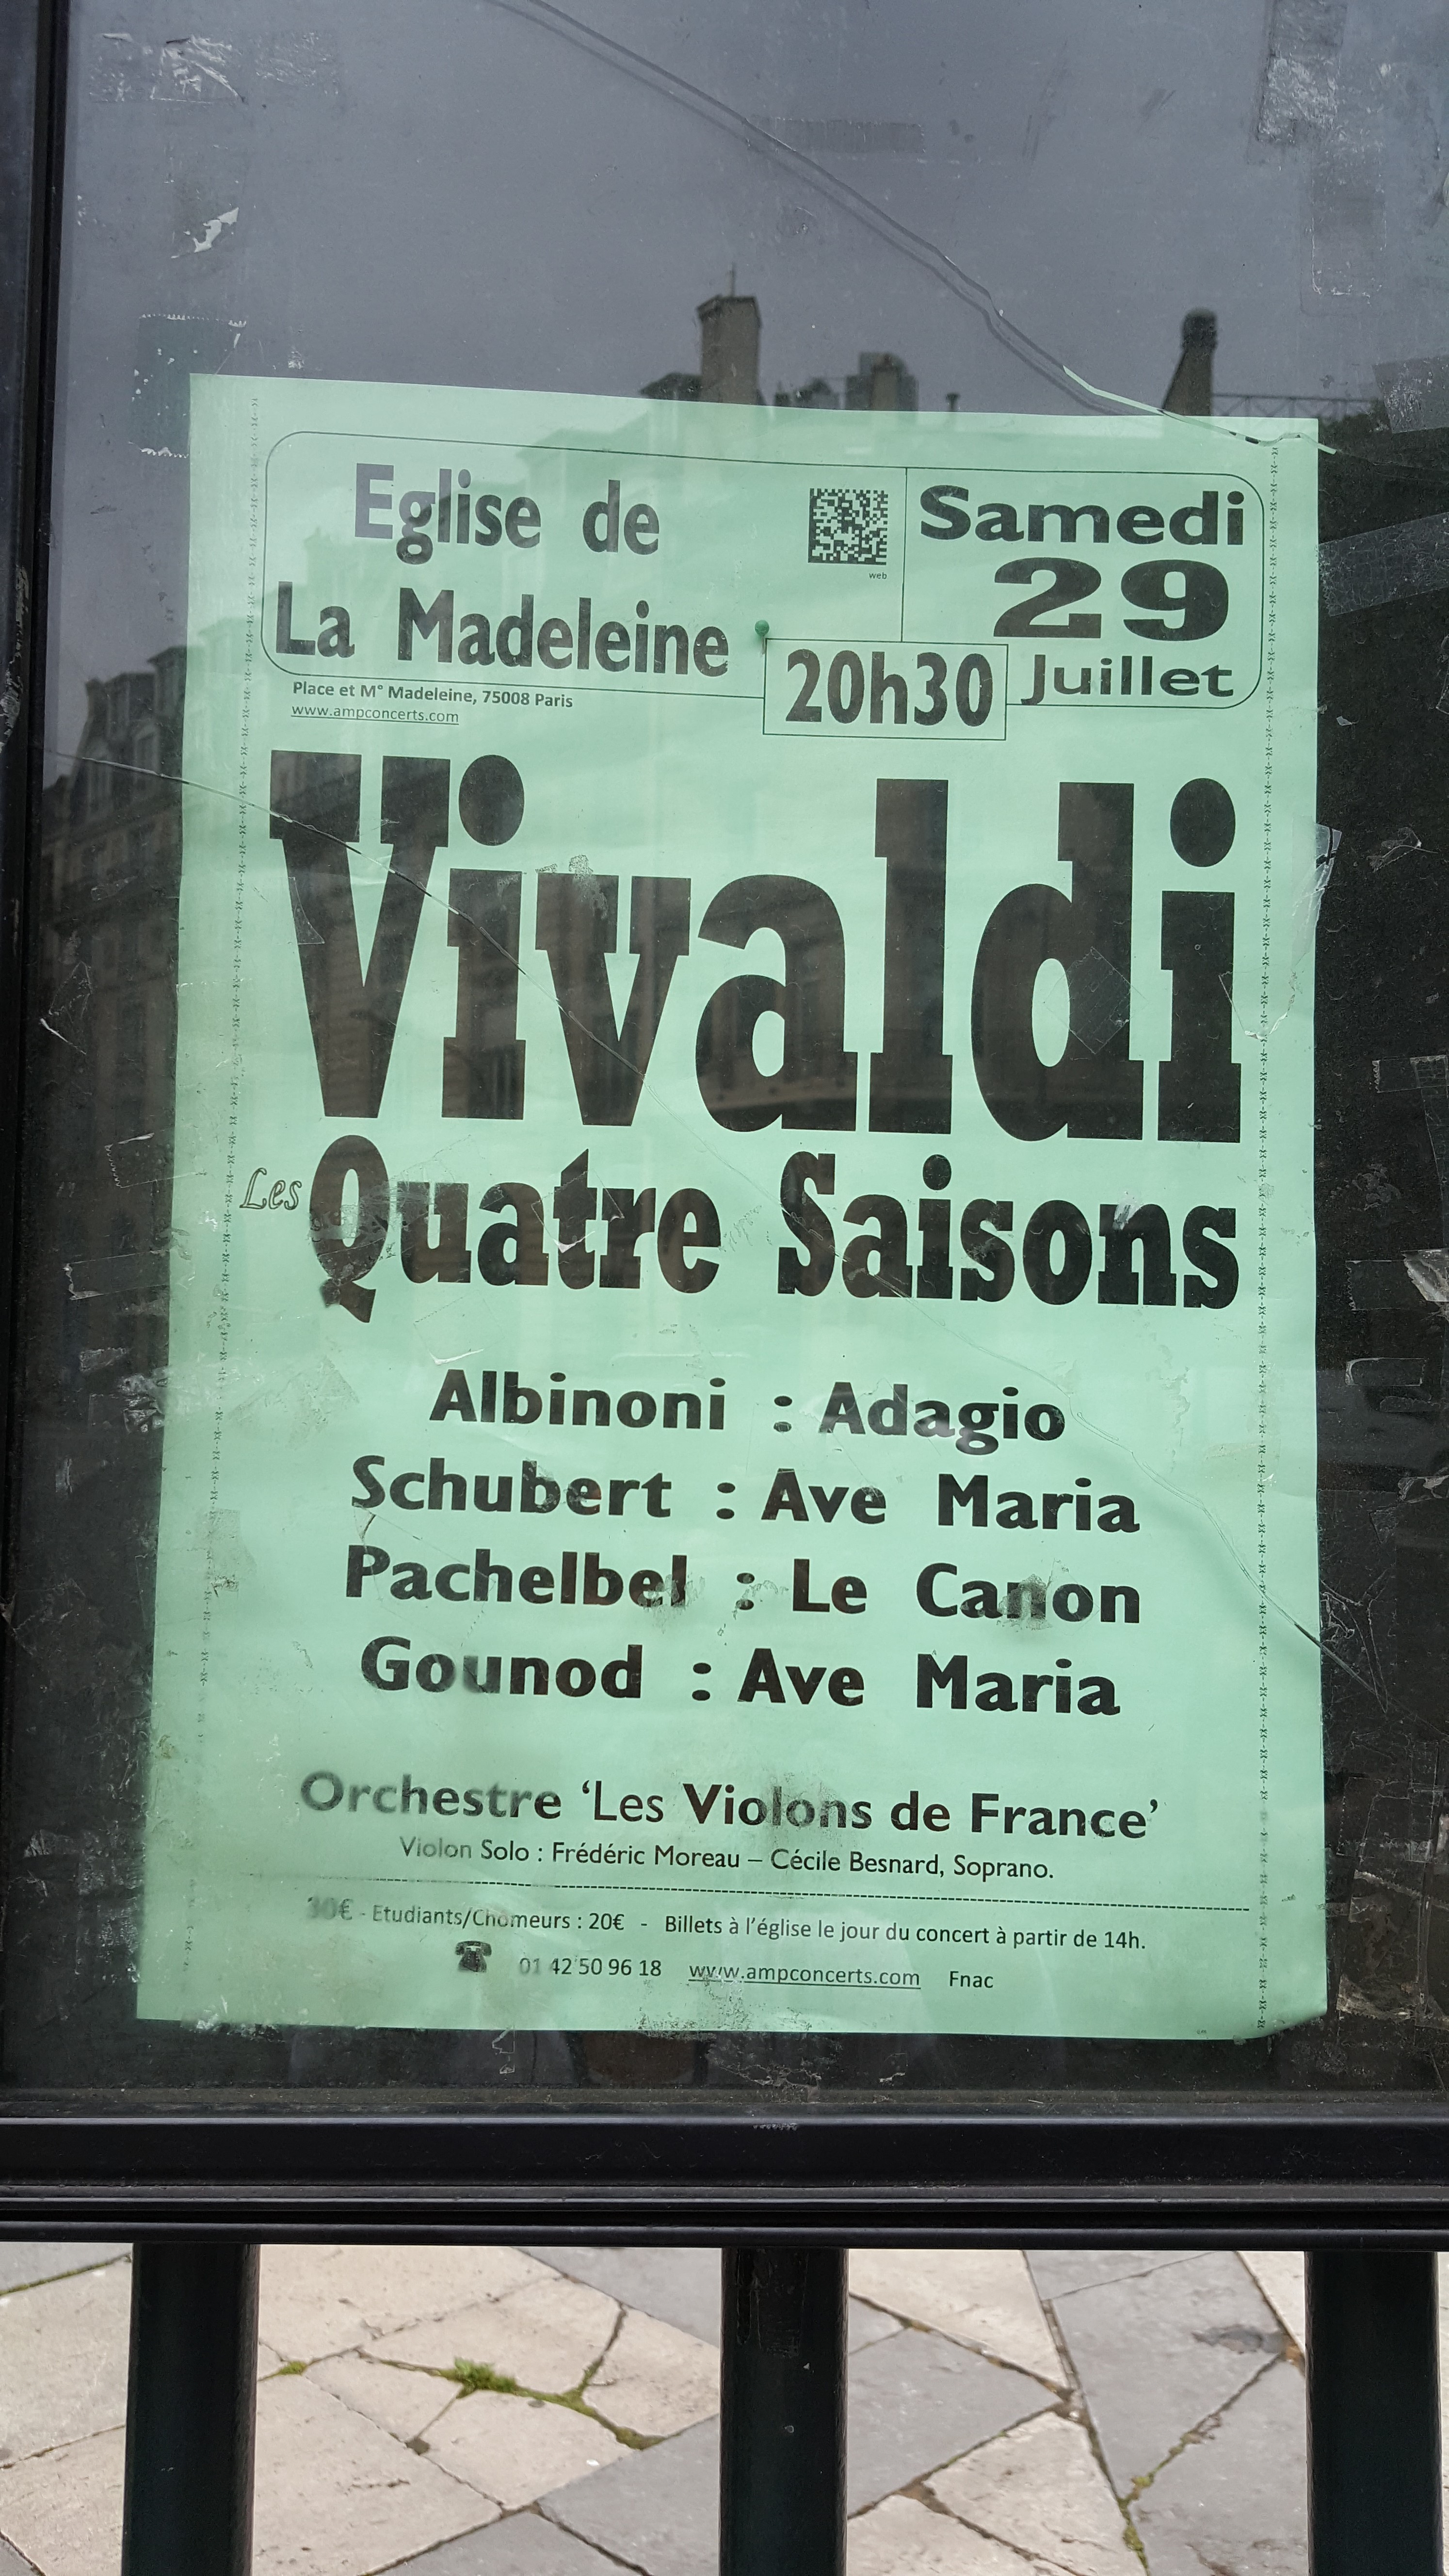 Eglise de
La Madeleine
web
Samedi
29
Juillet
20h30
Place et M° Madeleine, 75008 Paris
www.ampconcerts.com
Vivaldi
Les Quatre Saisons
Albinoni : Adagio
Schubert : Ave Maria
Pachelbel : Le Canon
Gounod : Ave Maria
Orchestre ‘Les Violons de France’
Violon Solo : Frédéric Moreau – Cécile Besnard, Soprano.
30€ - Etudiants/Chômeurs : 20€ - Billets à l’église le jour du concert à partir de 14h.
01 42 50 96 18 www.ampconcerts.com Fnac